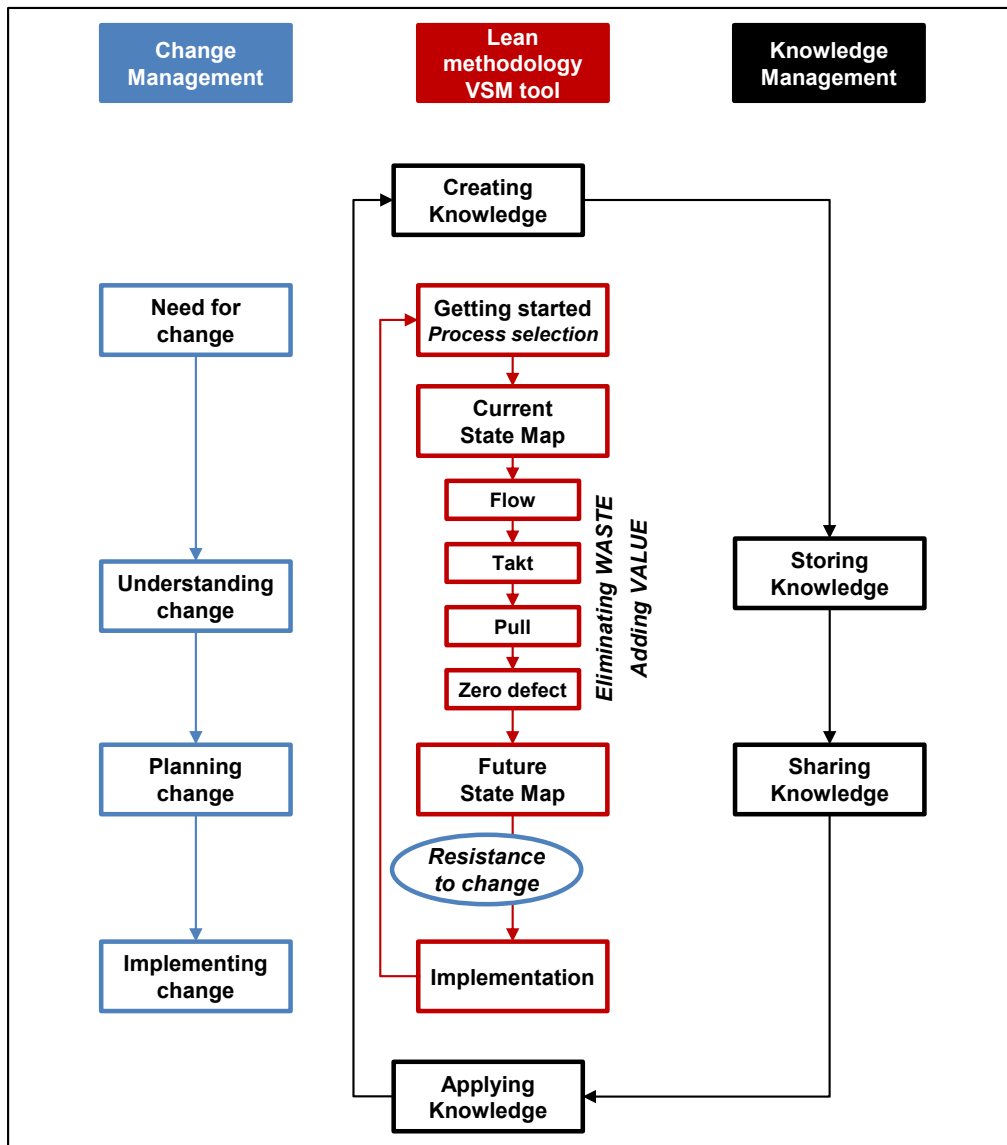 Change
Management
Lean
methodology
VSM tool
Knowledge
Management
Creating
Knowledge
Need for
change
Getting started
Process selection
Current
State Map
Flow
Takt
Pull
Zero defect
Eliminating WASTE
Adding VALUE
Understanding
change
Storing
Knowledge
Planning
change
Future
State Map
Sharing
Knowledge
Resistance
to change
Implementing
change
Implementation
Applying
Knowledge